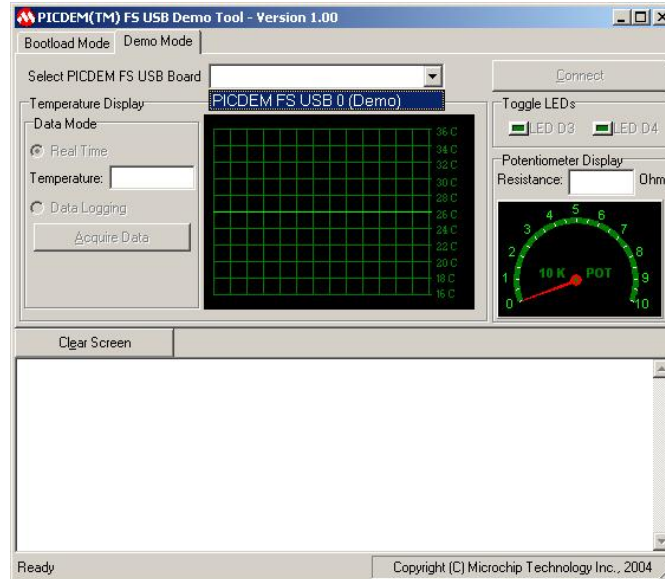 PICDEM(TM) FS USB Demo Tool - Version 1.00
Bootload Mode Demo Mode
Select PICDEM FS USB Board
Connect
PICDEM FS USB 0 (Demo)
Temperature Display
Data Mode
Real Time
Temperature:
Data Logging
Acquire Data
36 C
34 C
32 C
30 C
28 C
26 C
24 C
22 C
20 C
18 C
16 C
Toggle LEDs
LED D3 LED D4
Potentiometer Display
Resistance: Ohm
0 1 2 3 4 5 6 7 8 9 10
10 K POT
Clear Screen
Ready
Copyright (C) Microchip Technology Inc., 2004